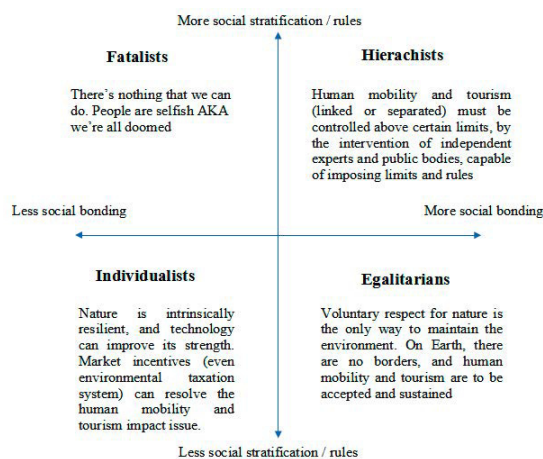 More social stratification / rules
Fatalists
There's nothing that we can
do. People are selfish AKA
we're all doomed
Hierachists
Human mobility and tourism
(linked or separated) must be
controlled above certain limits, by
the intervention of independent
experts and public bodies, capable
of imposing limits and rules
Less social bonding
More social bonding
Individualists
Nature is intrinsically
resilient, and technology
can improve its strength.
Market incentives (even
environmental taxation
system) can resolve the
human mobility and
tourism impact issue.
Egalitarians
Voluntary respect for nature is
the only way to maintain the
environment. On Earth, there
are no borders, and human
mobility and tourism are to be
accepted and sustained
Less social stratification / rules